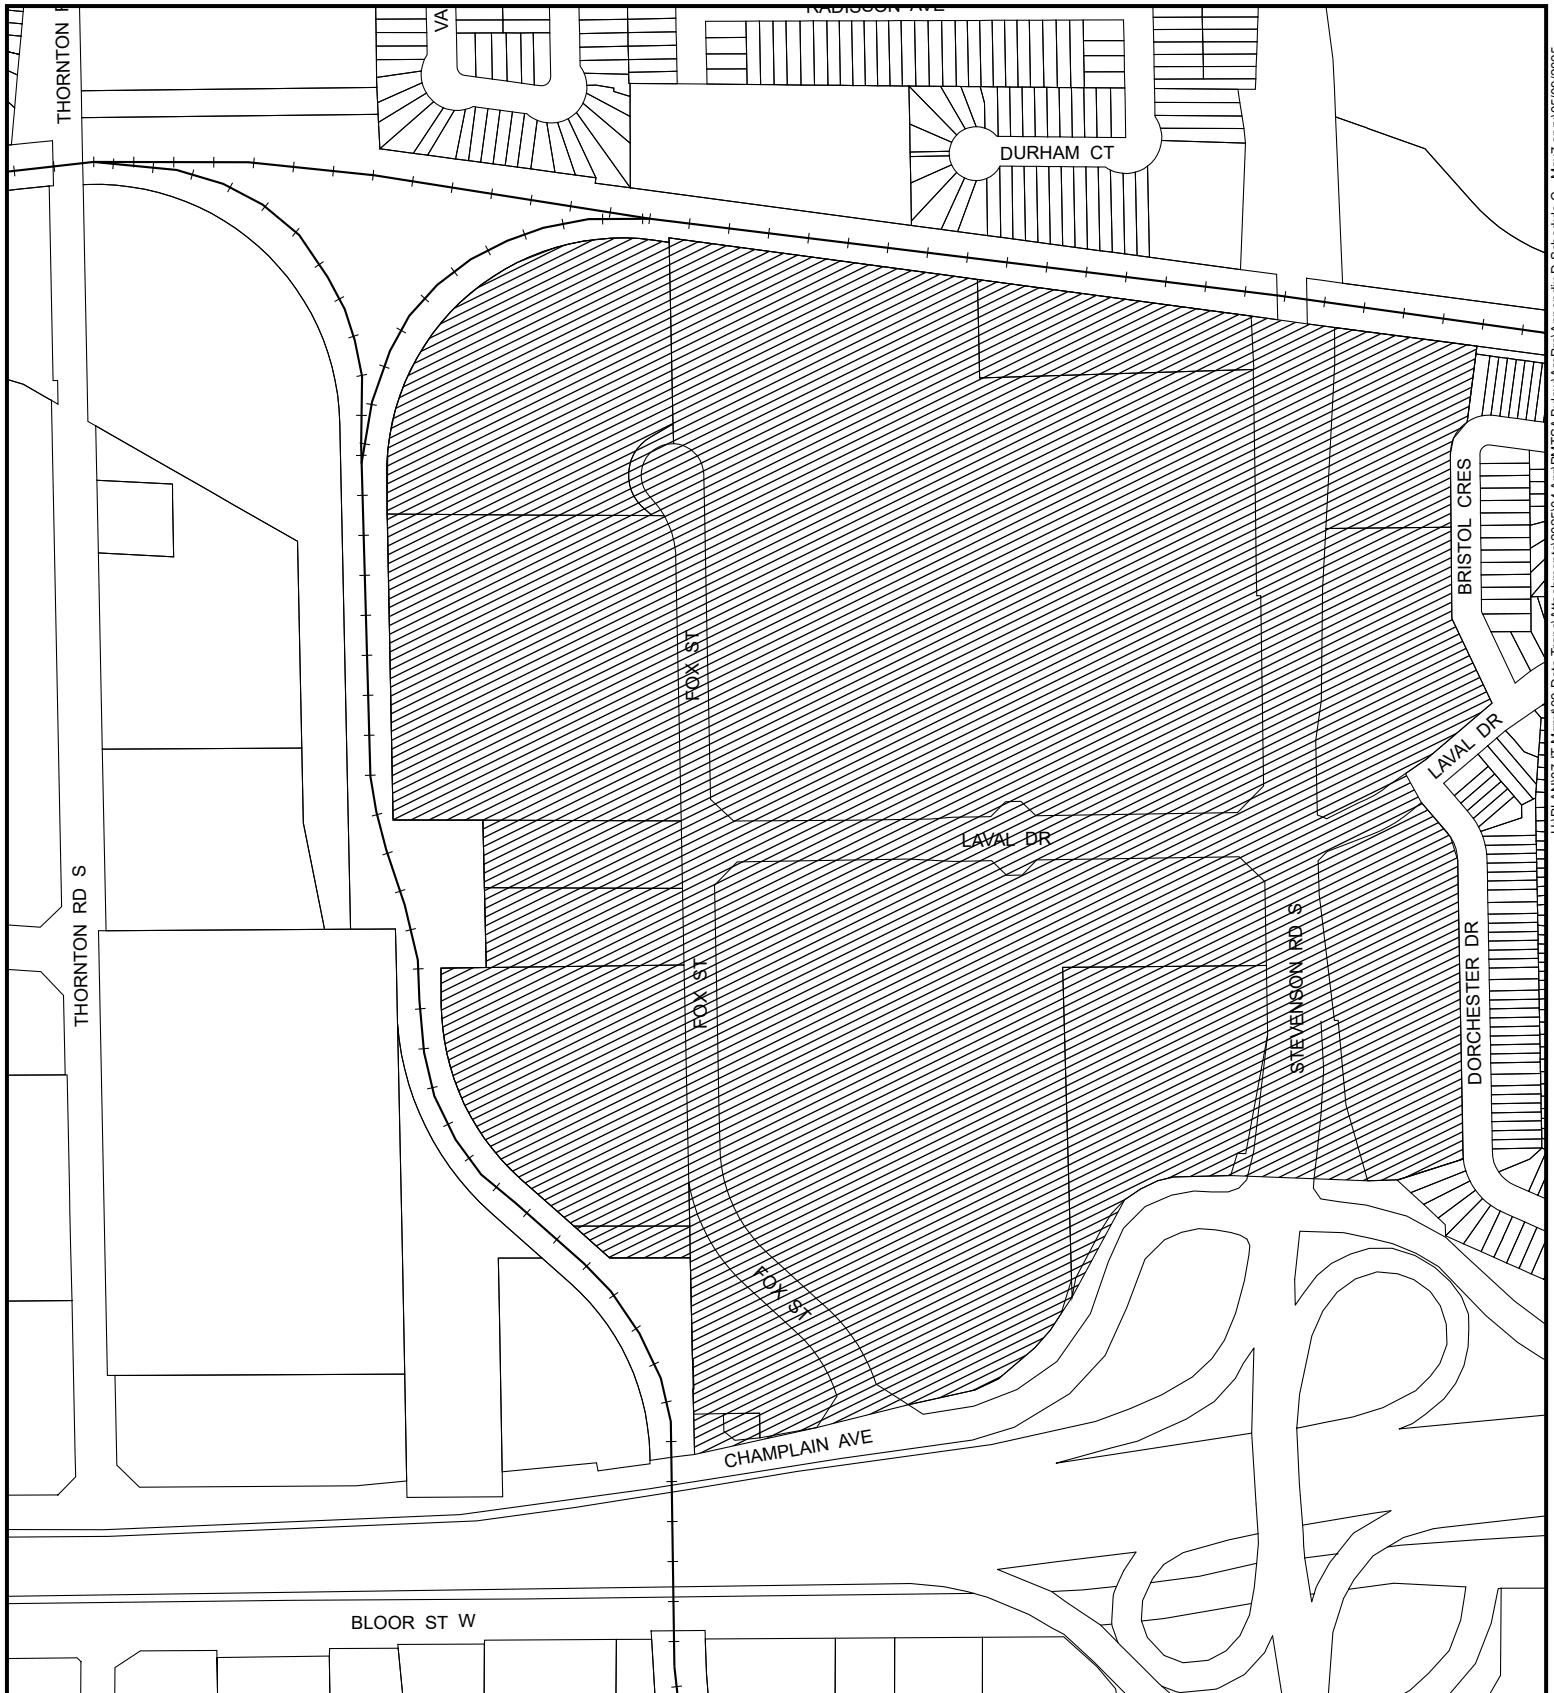 RADISSON AVE
THORNTON
VA
DURHAM CT
BRISTOL CRES
FOX ST
LAVAL DR
LAVAL DR
THORNTON RD S
STEVENSON RD S
FOX ST
DORCHESTER DR
FOX ST
CHAMPLAIN AVE
BLOOR ST W